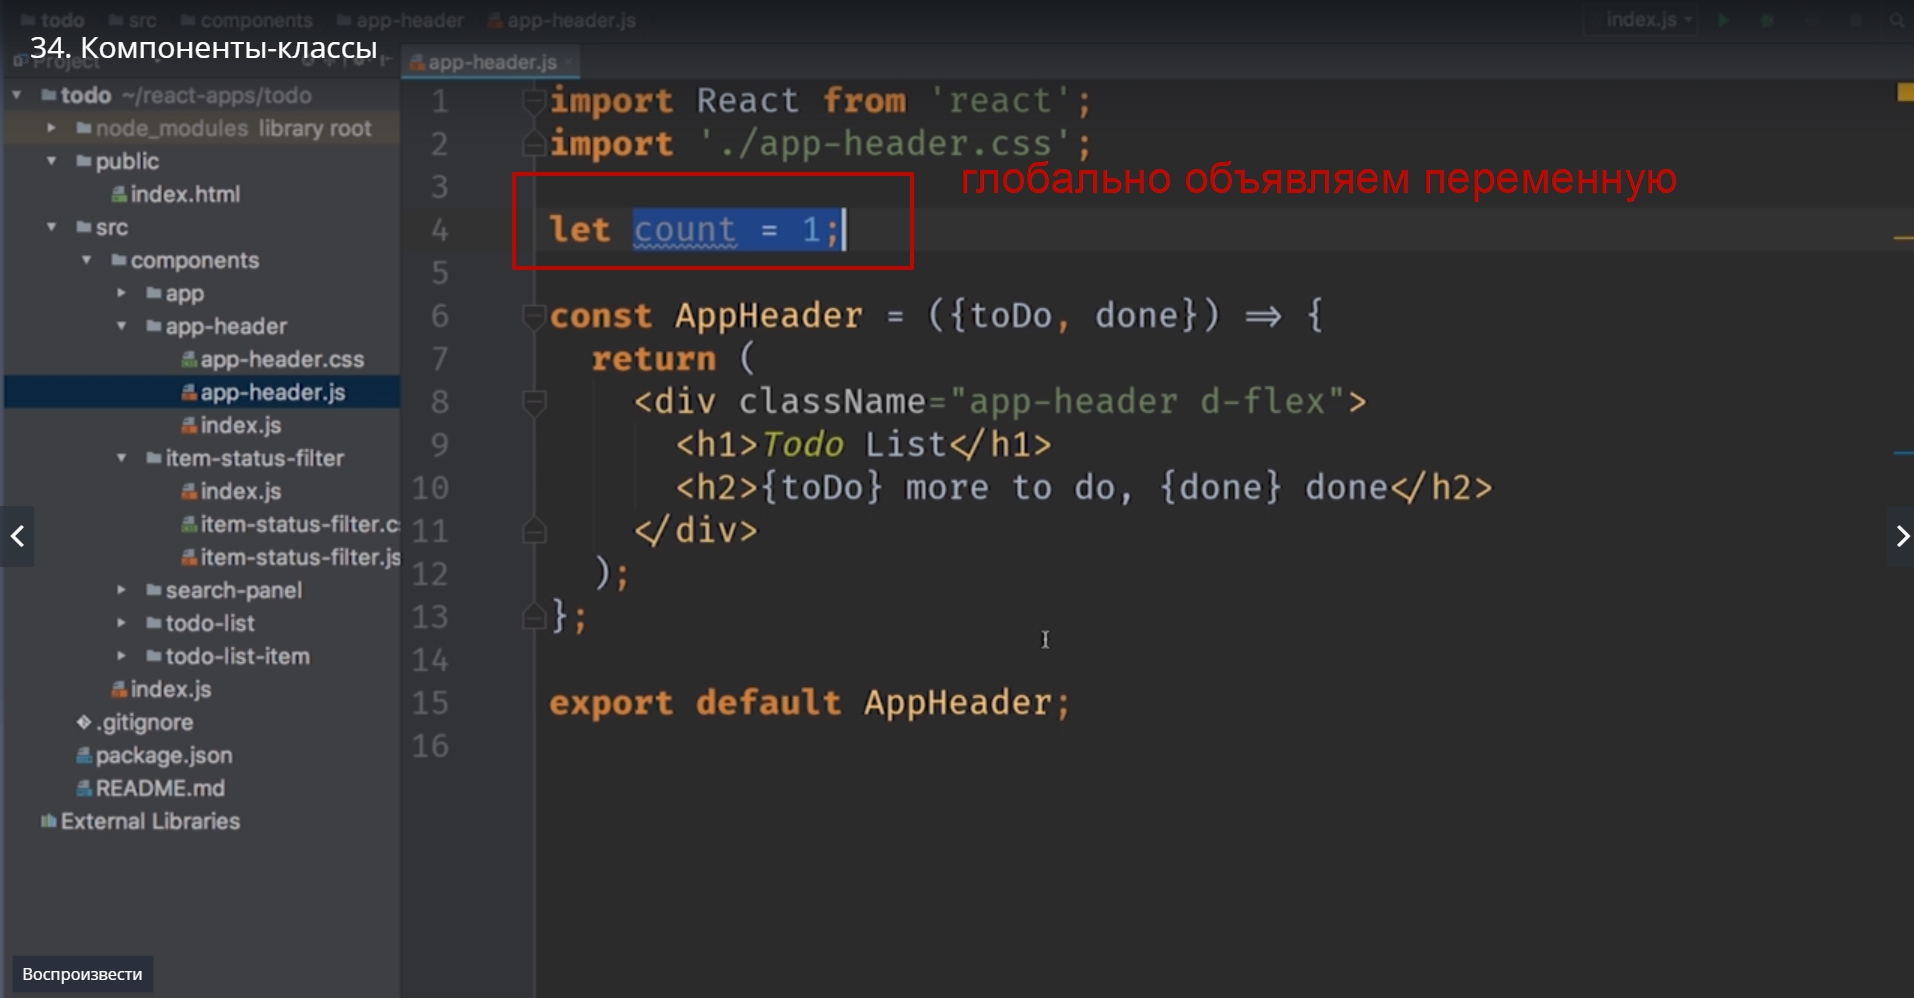 todo src components app-header app-header.js index.js
34. Компоненты-классы
Project
app-header.js
todo ~/react-apps/todo
node_modules library root
public
index.html
src
components
app
app-header
app-header.css
app-header.js
index.js
item-status-filter
index.js
item-status-filter.c
item-status-filter.js
search-panel
todo-list
todo-list-item
index.js
.gitignore
package.json
README.md
External Libraries
1 import React from 'react';
2 import './app-header.css';
3
глобально объявляем переменную
4 let count = 1;
5
6 const AppHeader = ({toDo, done}) => {
7 return (
8 <div className="app-header d-flex">
9 <h1>Todo List</h1>
10 <h2>{toDo} more to do, {done} done</h2>
11 </div>
12 );
13 };
14
15 export default AppHeader;
16
Воспроизвести